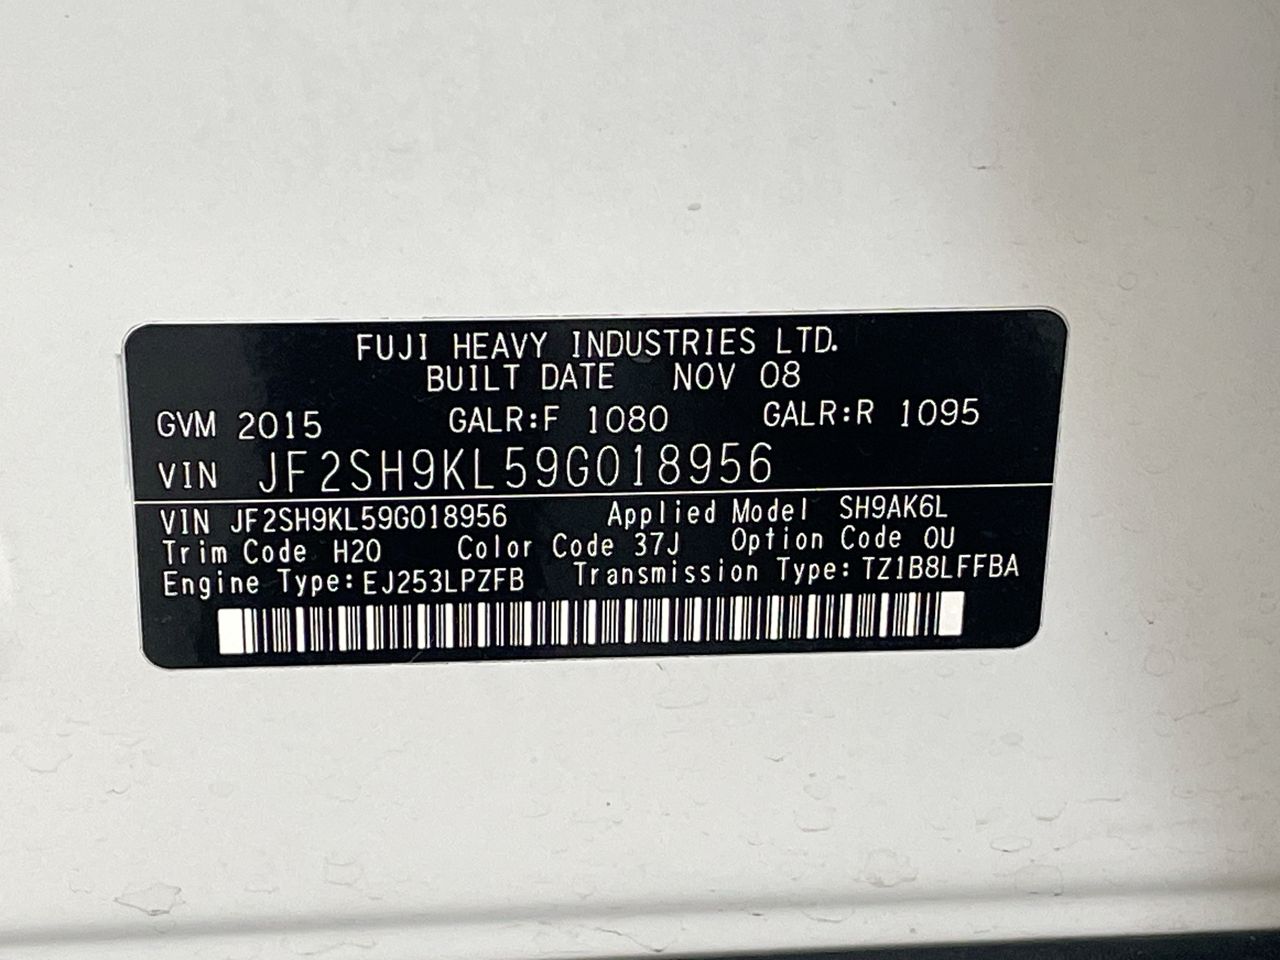 FUJI HEAVY INDUSTRIES LTD.
BUILT DATE NOV 08
GVM 2015 GALR:F 1080 GALR:R 1095
VIN JF2SH9KL59G018956
VIN JF2SH9KL59G018956 Applied Model SH9AK6L
Trim Code H20 Color Code 37J Option Code 0U
Engine Type:EJ253LPZFB Transmission Type:TZ1B8LFFBA